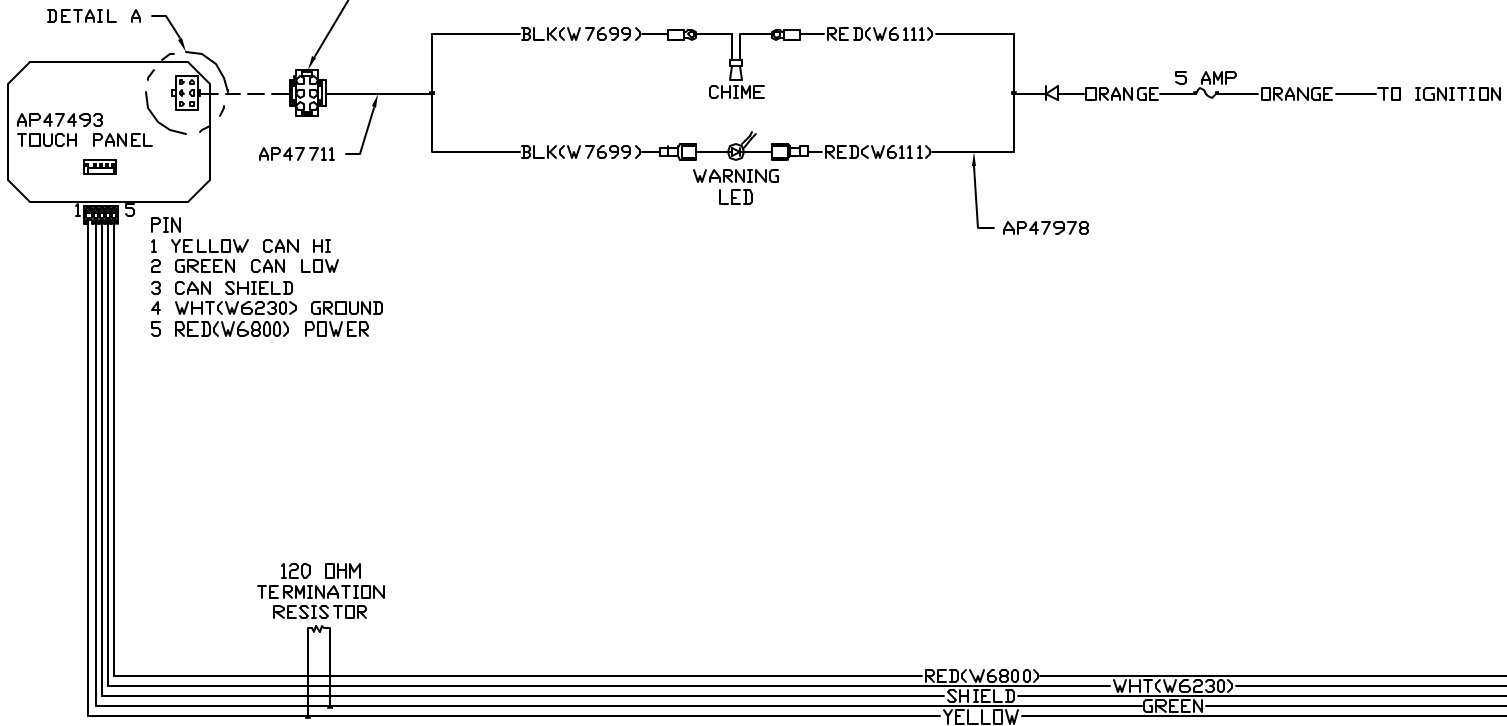 DETAIL A
BLK(W7699)
RED(W6111)
CHIME
5 AMP
ORANGE
ORANGE
TO IGNITION
AP47493
TOUCH PANEL
AP47711
BLK(W7699)
RED(W6111)
WARNING
LED
AP47978
1
5
PIN
1 YELLOW CAN HI
2 GREEN CAN LOW
3 CAN SHIELD
4 WHT(W6230) GROUND
5 RED(W6800) POWER
120 OHM
TERMINATION
RESISTOR
RED(W6800)
WHT(W6230)
SHIELD
GREEN
YELLOW